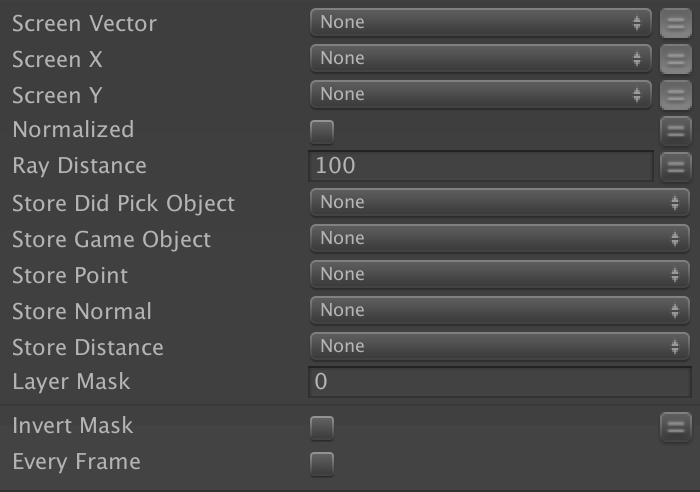 Screen Vector None
Screen X None
Screen Y None
Normalized
Ray Distance 100
Store Did Pick Object None
Store Game Object None
Store Point None
Store Normal None
Store Distance None
Layer Mask 0
Invert Mask
Every Frame